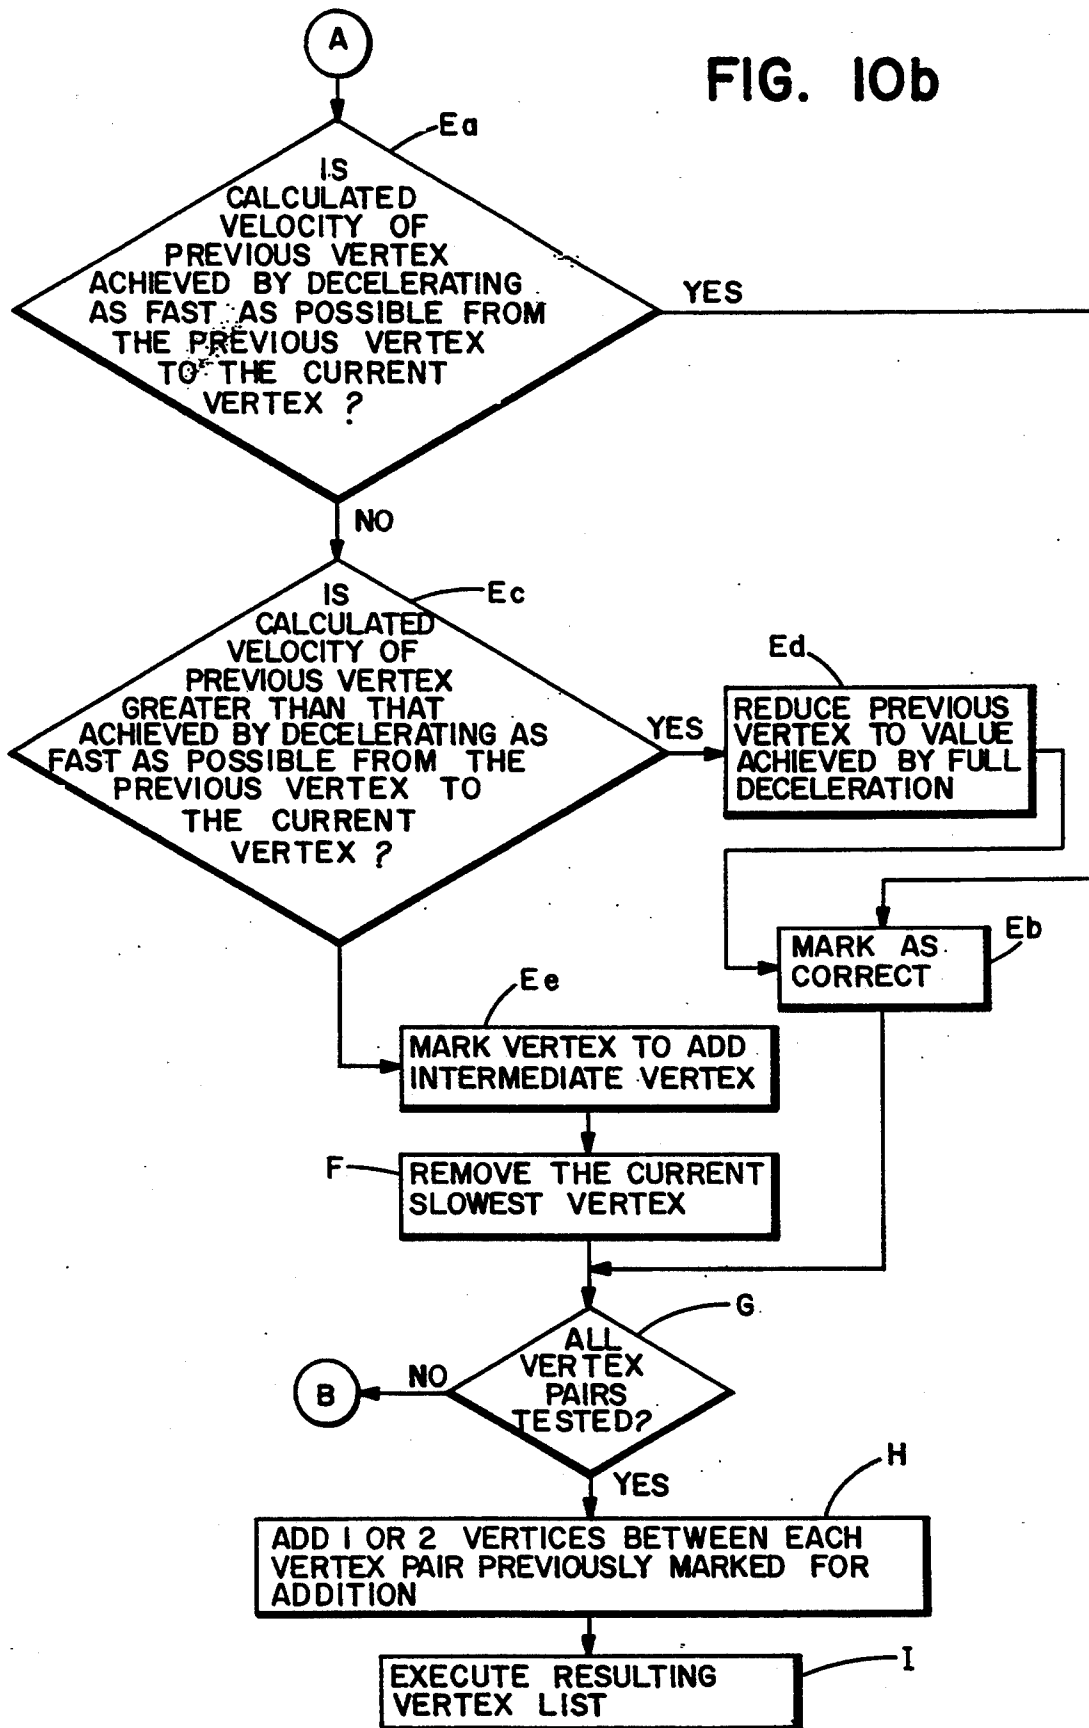 A
FIG. 10b
Ea
IS
CALCULATED
VELOCITY OF
PREVIOUS VERTEX
ACHIEVED BY DECELERATING
AS FAST AS POSSIBLE FROM
THE PREVIOUS VERTEX
TO THE CURRENT
VERTEX ?
YES
NO
Ec
IS
CALCULATED
VELOCITY OF
PREVIOUS VERTEX
GREATER THAN THAT
ACHIEVED BY DECELERATING AS
FAST AS POSSIBLE FROM THE
PREVIOUS VERTEX TO
THE CURRENT
VERTEX ?
YES
Ed
REDUCE PREVIOUS
VERTEX TO VALUE
ACHIEVED BY FULL
DECELERATION
Eb
MARK AS
CORRECT
Ee
MARK VERTEX TO ADD
INTERMEDIATE VERTEX
F
REMOVE THE CURRENT
SLOWEST VERTEX
G
ALL
VERTEX
PAIRS
TESTED?
NO
B
YES
H
ADD 1 OR 2 VERTICES BETWEEN EACH
VERTEX PAIR PREVIOUSLY MARKED FOR
ADDITION
I
EXECUTE RESULTING
VERTEX LIST